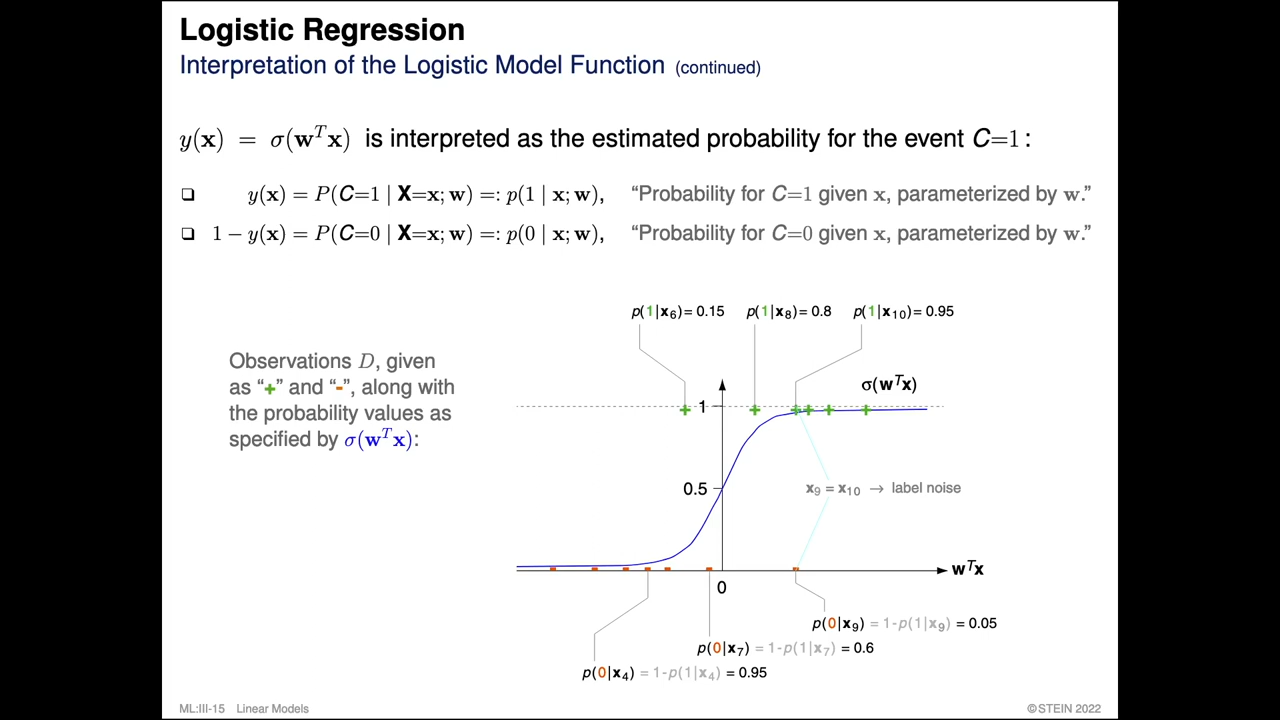 Logistic Regression
Interpretation of the Logistic Model Function (continued)
y(x) = σ(wᵀx) is interpreted as the estimated probability for the event C=1:
❑ y(x) = P(C=1 | X=x; w) =: p(1 | x; w), “Probability for C=1 given x, parameterized by w.”
❑ 1 − y(x) = P(C=0 | X=x; w) =: p(0 | x; w), “Probability for C=0 given x, parameterized by w.”
p(1|x₆)= 0.15 p(1|x₈)= 0.8 p(1|x₁₀)= 0.95
Observations D, given
as “+” and “-”, along with
the probability values as
specified by σ(wᵀx):
σ(wᵀx)
1
0.5
x₉ = x₁₀ → label noise
wᵀx
0
p(0|x₉) = 1-p(1|x₉) = 0.05
p(0|x₇) = 1-p(1|x₇) = 0.6
p(0|x₄) = 1-p(1|x₄) = 0.95
ML:III-15 Linear Models ©STEIN 2022